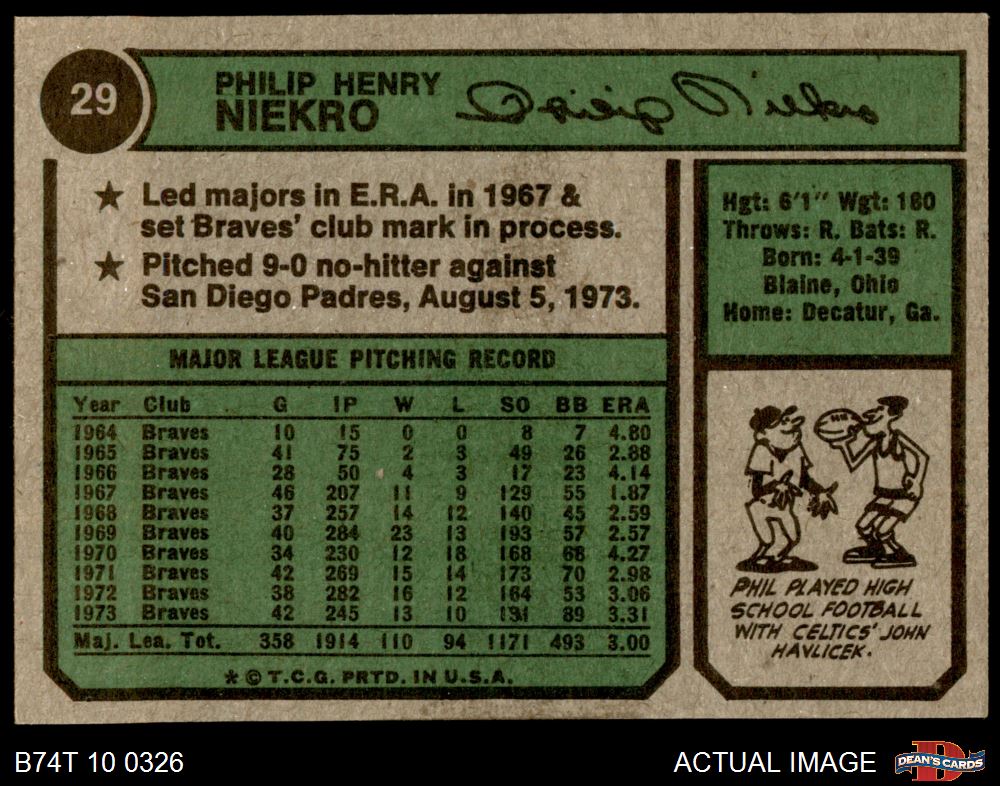 29
PHILIP HENRY
NIEKRO
Philip Niekro
★ Led majors in E.R.A. in 1967 &
set Braves' club mark in process.
★ Pitched 9-0 no-hitter against
San Diego Padres, August 5, 1973.
Hgt: 6'1" Wgt: 180
Throws: R. Bats: R.
Born: 4-1-39
Blaine, Ohio
Home: Decatur, Ga.
MAJOR LEAGUE PITCHING RECORD
Year Club G IP W L SO BB ERA
1964 Braves 10 15 0 0 8 7 4.80
1965 Braves 41 75 2 3 49 26 2.88
1966 Braves 28 50 4 3 17 23 4.14
1967 Braves 46 207 11 9 129 55 1.87
1968 Braves 37 257 14 12 140 45 2.59
1969 Braves 40 284 23 13 193 57 2.57
1970 Braves 34 230 12 18 168 68 4.27
1971 Braves 42 269 15 14 173 70 2.98
1972 Braves 38 282 16 12 164 53 3.06
1973 Braves 42 245 13 10 131 89 3.31
Maj. Lea. Tot. 358 1914 110 94 1171 493 3.00
* © T.C.G. PRTD. IN U.S.A.
PHIL PLAYED HIGH
SCHOOL FOOTBALL
WITH CELTICS' JOHN
HAVLICEK.
B74T 10 0326
ACTUAL IMAGE
D
DEAN'S CARDS